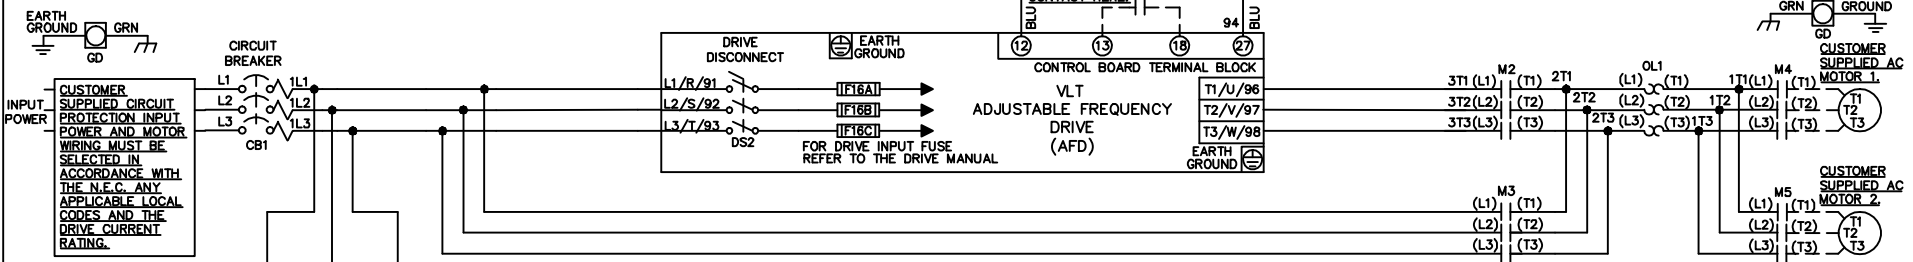 EARTH
GROUND
GRN
GD
CIRCUIT
BREAKER
INPUT
POWER
CUSTOMER
SUPPLIED CIRCUIT
PROTECTION INPUT
POWER AND MOTOR
WIRING MUST BE
SELECTED IN
ACCORDANCE WITH
THE N.E.C. ANY
APPLICABLE LOCAL
CODES AND THE
DRIVE CURRENT
RATING.
L1
L2
L3
1L1
1L2
1L3
CB1
DRIVE
DISCONNECT
L1/R/91
L2/S/92
L3/T/93
DS2
EARTH
GROUND
F16A
F16B
F16C
FOR DRIVE INPUT FUSE
REFER TO THE DRIVE MANUAL
BLU
94
BLU
12
13
18
27
CONTROL BOARD TERMINAL BLOCK
VLT
ADJUSTABLE FREQUENCY
DRIVE
(AFD)
T1/U/96
T2/V/97
T3/W/98
EARTH
GROUND
M2
3T1 (L1) (T1) 2T1
3T2(L2) (T2) 2T2
3T3(L3) (T3) 2T3
OL1
(L1) (T1) 1T1
(L2) (T2) 1T2
(L3) (T3) 1T3
M4
(L1) (T1)
(L2) (T2)
(L3) (T3)
GRN
GROUND
GD
CUSTOMER
SUPPLIED AC
MOTOR 1.
T1
T2
T3
M3
(L1) (T1)
(L2) (T2)
(L3) (T3)
M5
(L1) (T1)
(L2) (T2)
(L3) (T3)
CUSTOMER
SUPPLIED AC
MOTOR 2.
T1
T2
T3